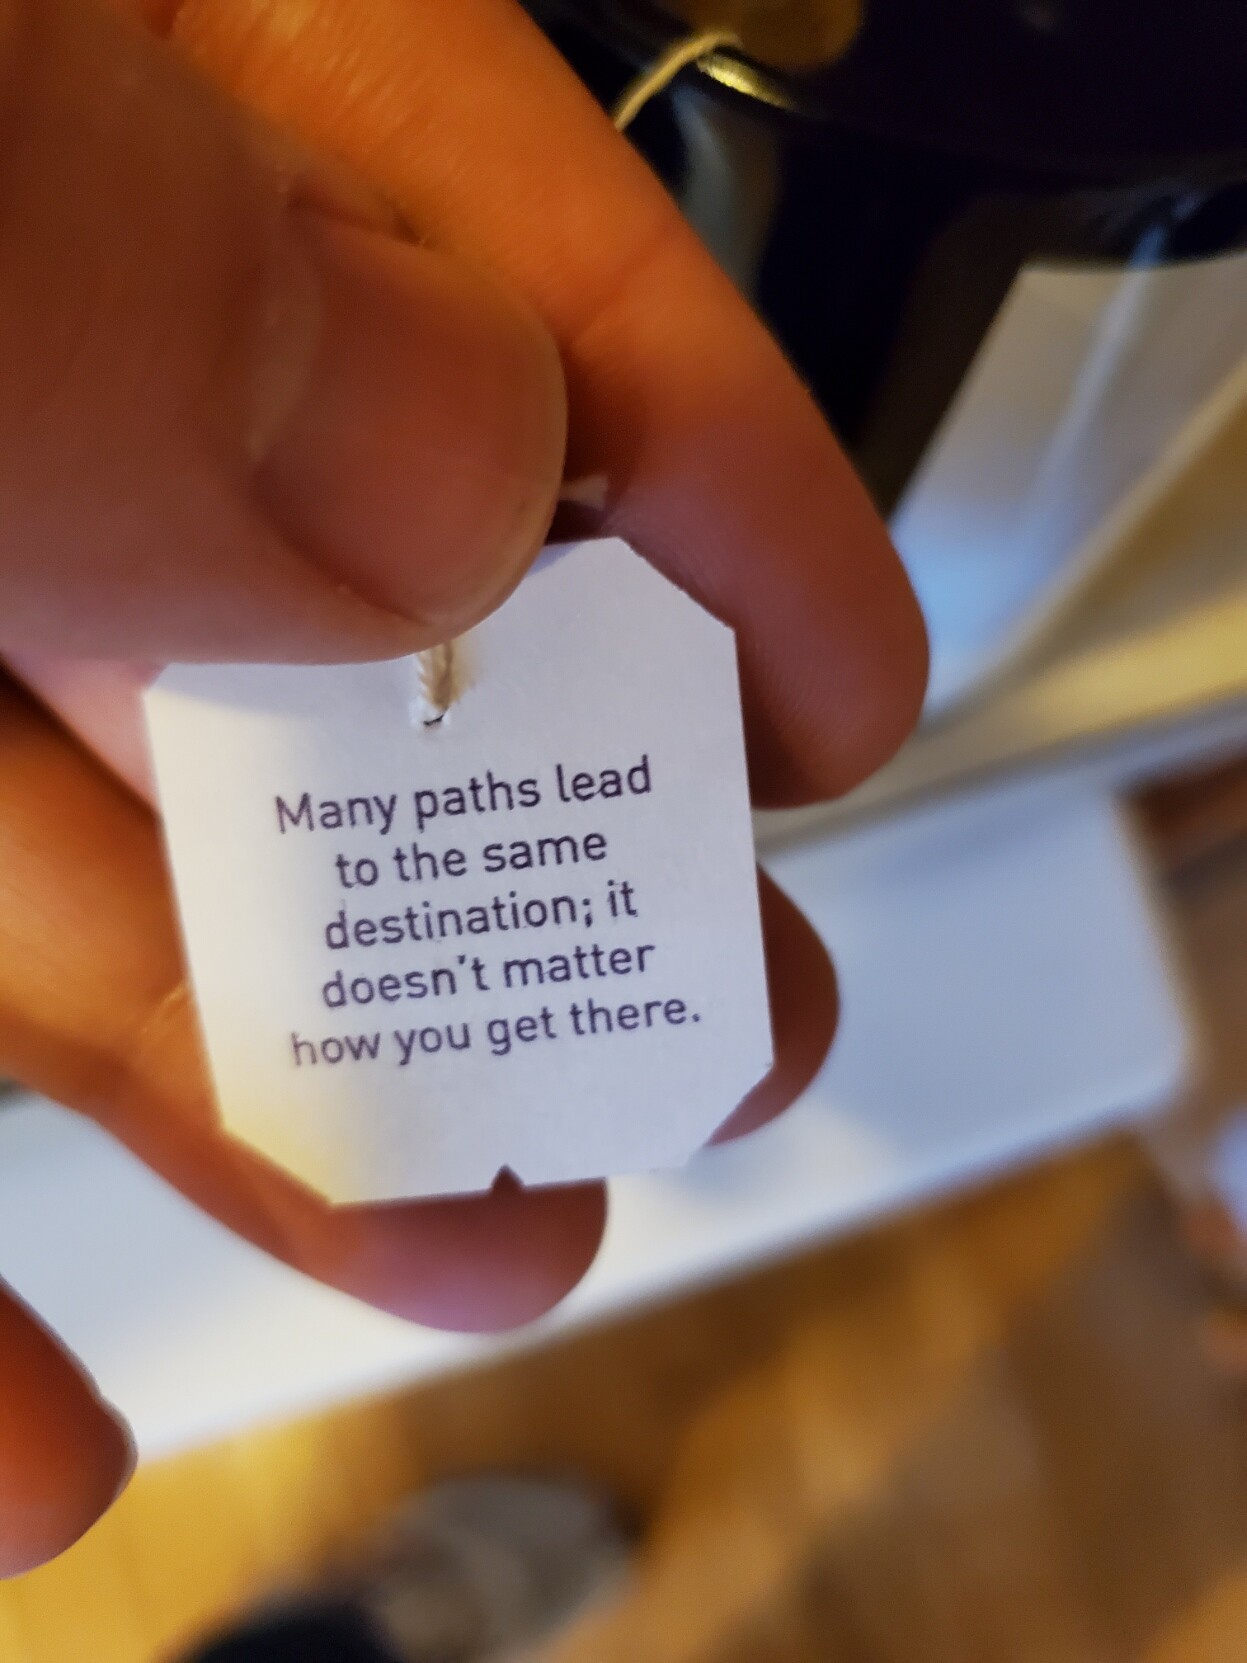 Many paths lead
to the same
destination; it
doesn't matter
how you get there.